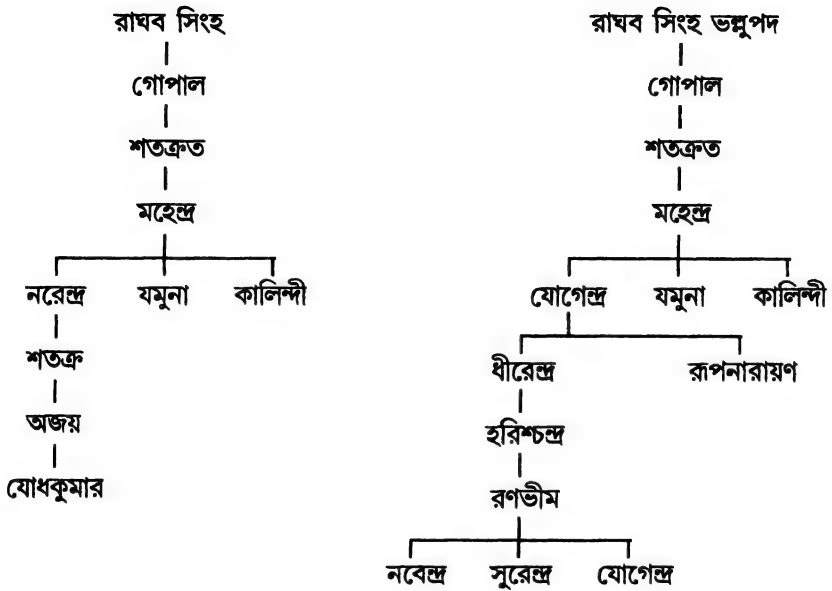 রাঘব সিংহ
গোপাল
শতক্রত
মহেন্দ্র
নরেন্দ্র যমুনা কালিন্দী
শতক্র
অজয়
যোধকুমার
রাঘব সিংহ ভল্লুপদ
গোপাল
শতক্রত
মহেন্দ্র
যোগেন্দ্র যমুনা কালিন্দী
ধীরেন্দ্র রূপনারায়ণ
হরিশ্চন্দ্র
রণভীম
নবেন্দ্র সুরেন্দ্র যোগেন্দ্র